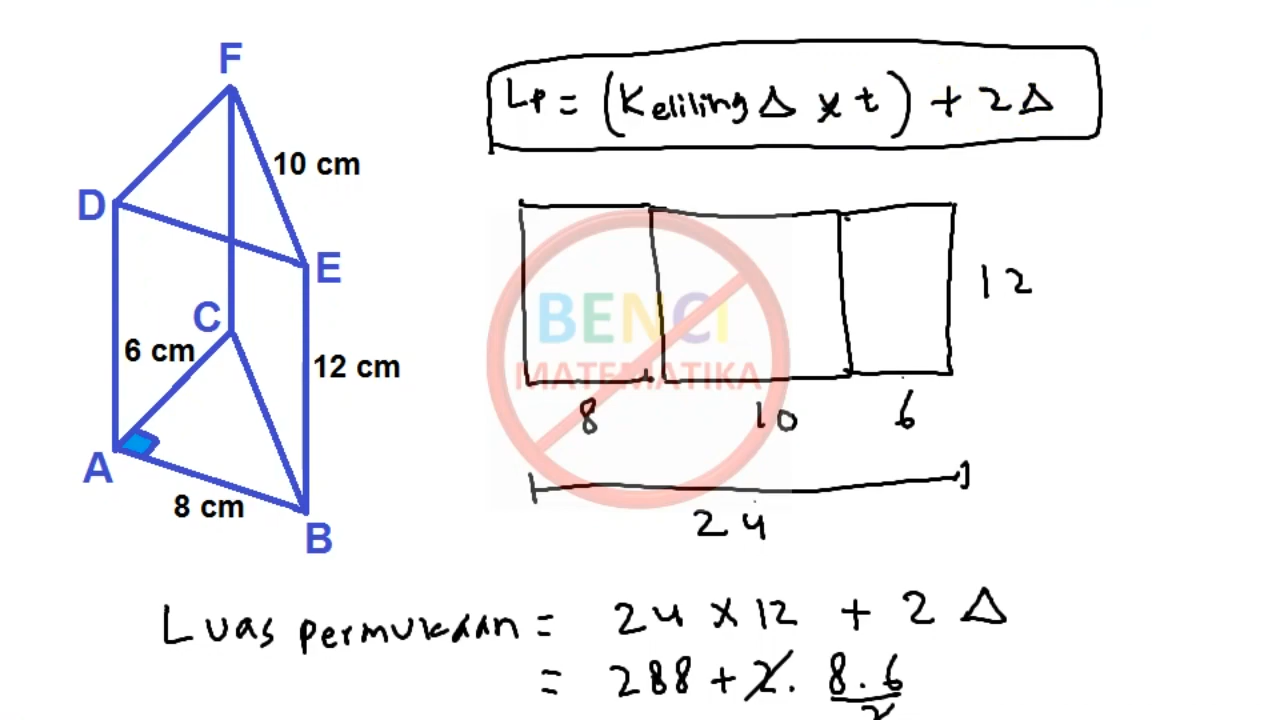 F
10 cm
D
E
C
6 cm
12 cm
A
8 cm
B
Lp = (Keliling Δ x t) + 2 Δ
BENCI
MATEMATIKA
12
8 10 6
24
Luas permukaan = 24 x 12 + 2 Δ
= 288 + 2. 8.6/2